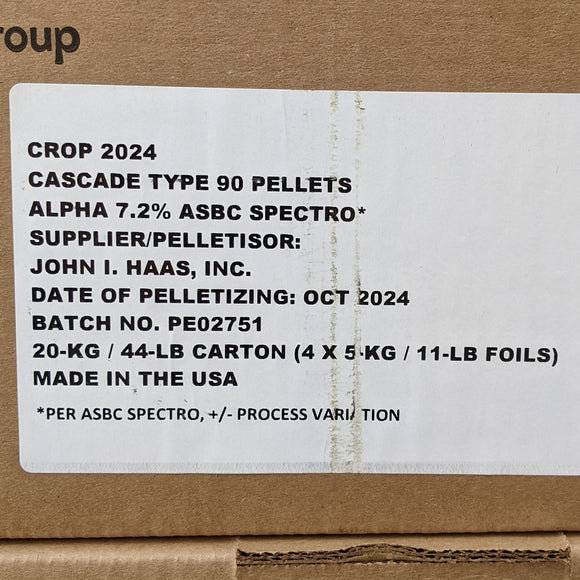 roup
CROP 2024
CASCADE TYPE 90 PELLETS
ALPHA 7.2% ASBC SPECTRO*
SUPPLIER/PELLETISOR:
JOHN I. HAAS, INC.
DATE OF PELLETIZING: OCT 2024
BATCH NO. PE02751
20-KG / 44-LB CARTON (4 X 5-KG / 11-LB FOILS)
MADE IN THE USA
*PER ASBC SPECTRO, +/- PROCESS VARIATION